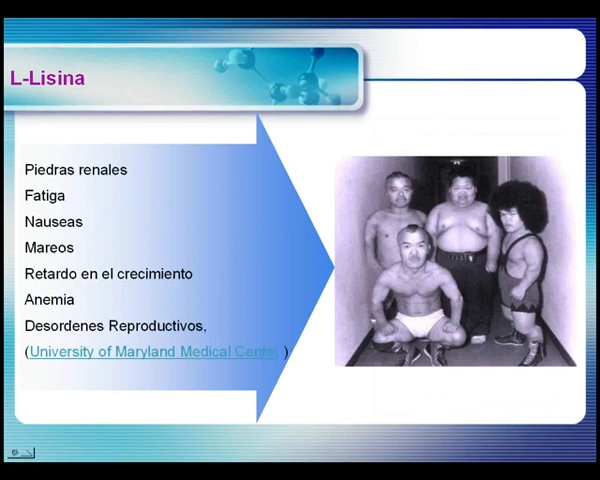 L-Lisina
Piedras renales
Fatiga
Nauseas
Mareos
Retardo en el crecimiento
Anemia
Desordenes Reproductivos,
(University of Maryland Medical Center )